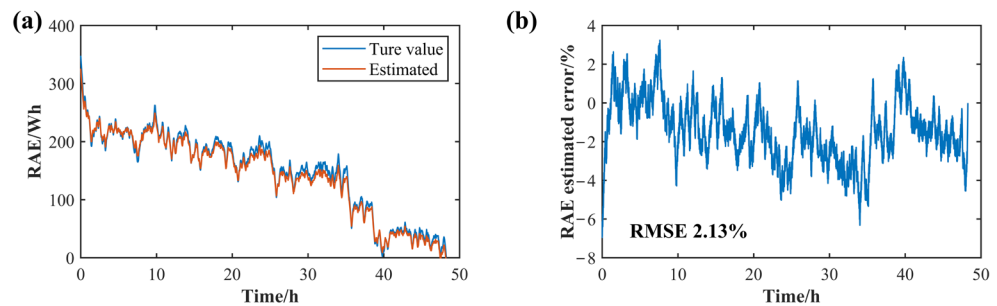 (a)
400
300
200
100
0
RAE/Wh
Ture value
Estimated
0 10 20 30 40 50
Time/h
(b)
4
2
0
−2
−4
−6
−8
RAE estimated error/%
RMSE 2.13%
0 10 20 30 40 50
Time/h